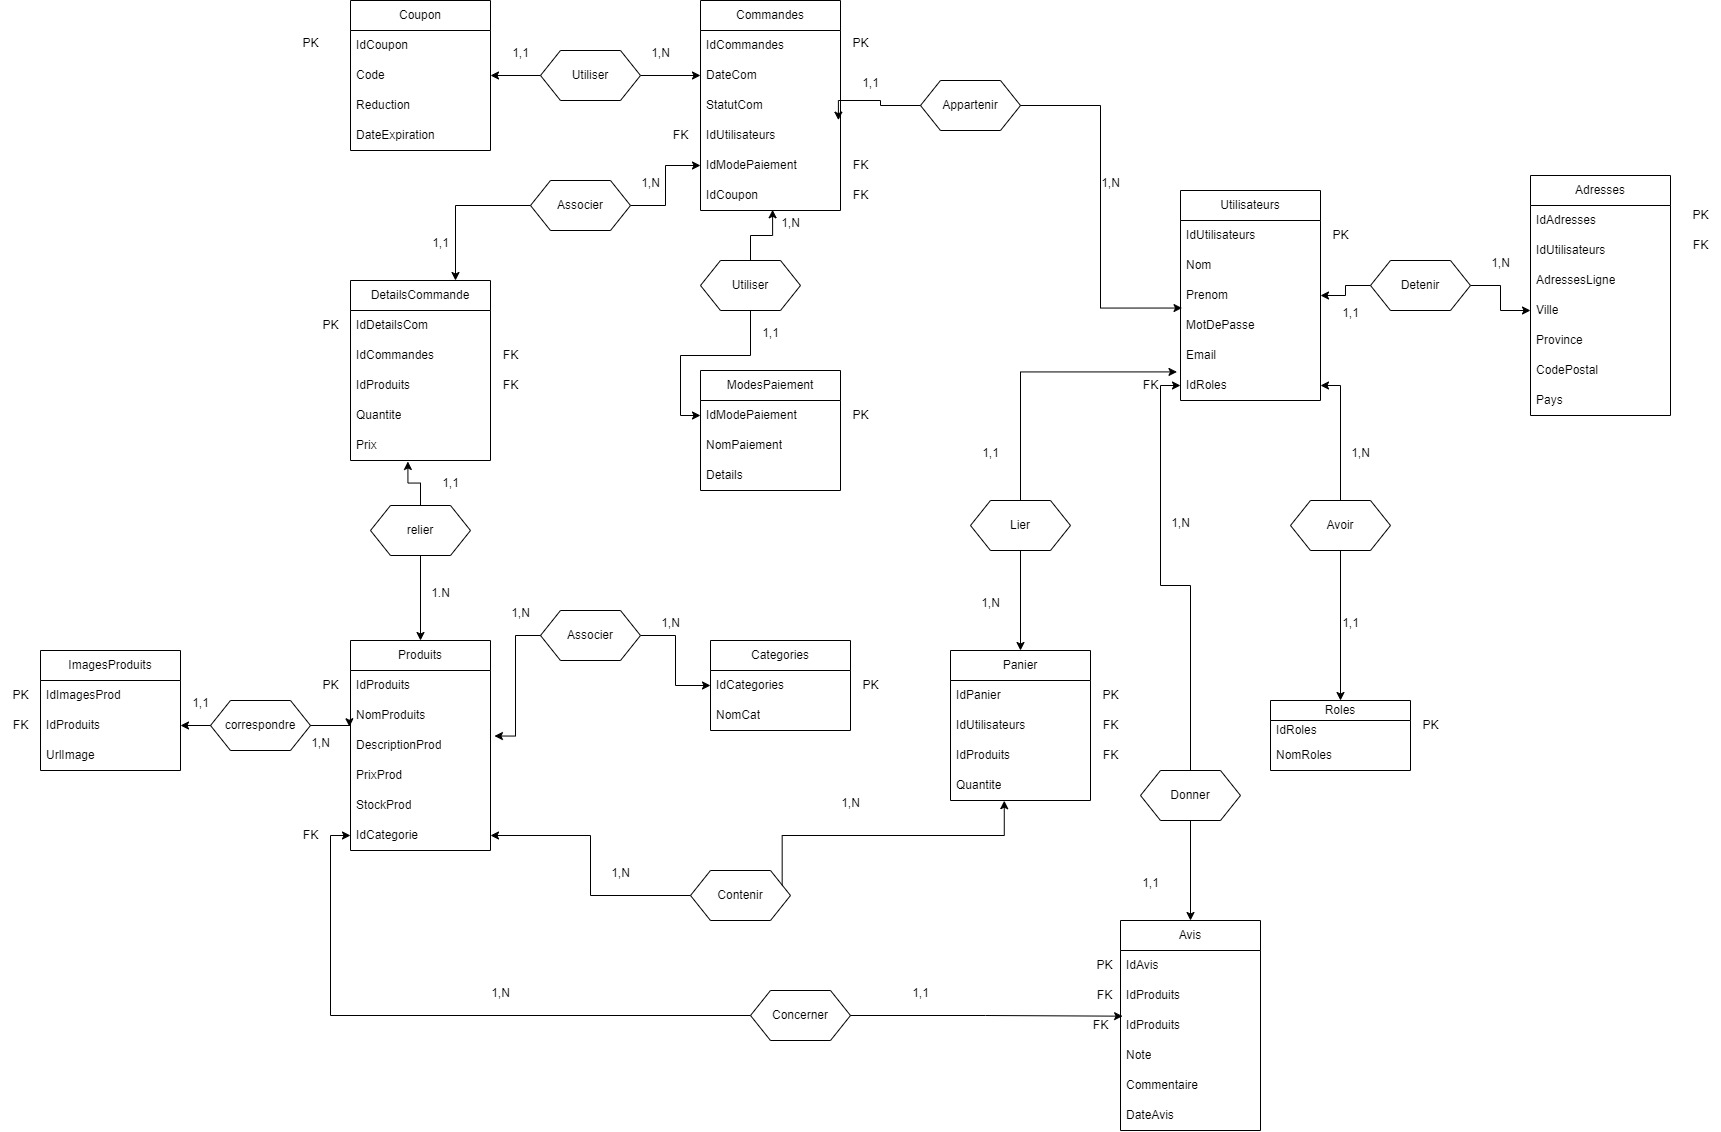 Coupon
PK
IdCoupon
Code
Reduction
DateExpiration
1,1
Utiliser
1,N
Commandes
IdCommandes
PK
DateCom
StatutCom
FK
IdUtilisateurs
IdModePaiement
FK
IdCoupon
FK
1,1
Appartenir
1,N
Associer
1,N
1,1
1,N
Utiliser
1,1
Utilisateurs
IdUtilisateurs
PK
Nom
Prenom
MotDePasse
Email
FK
IdRoles
Detenir
1,N
1,1
Adresses
IdAdresses
PK
IdUtilisateurs
FK
AdressesLigne
Ville
Province
CodePostal
Pays
DetailsCommande
PK
IdDetailsCom
IdCommandes
FK
IdProduits
FK
Quantite
Prix
ModesPaiement
IdModePaiement
PK
NomPaiement
Details
1,1
relier
1.N
1,1
Lier
1,N
1,N
1,N
Avoir
1,1
ImagesProduits
PK
IdImagesProd
FK
IdProduits
UrlImage
1,1
correspondre
1,N
Produits
PK
IdProduits
NomProduits
DescriptionProd
PrixProd
StockProd
FK
IdCategorie
1,N
Associer
1,N
Categories
IdCategories
PK
NomCat
Panier
IdPanier
PK
IdUtilisateurs
FK
IdProduits
FK
Quantite
Roles
IdRoles
PK
NomRoles
1,N
Contenir
1,N
Donner
1,1
1,N
Concerner
1,1
Avis
PK
IdAvis
FK
IdProduits
FK
IdProduits
Note
Commentaire
DateAvis